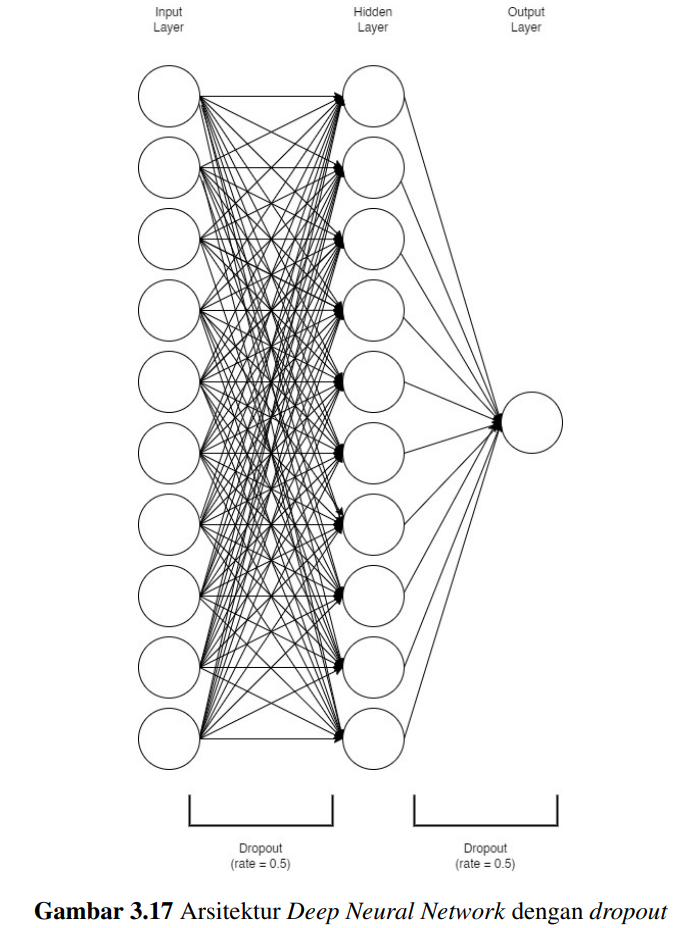 Input
Layer
Hidden
Layer
Output
Layer
Dropout
(rate = 0.5)
Dropout
(rate = 0.5)
Gambar 3.17 Arsitektur Deep Neural Network dengan dropout